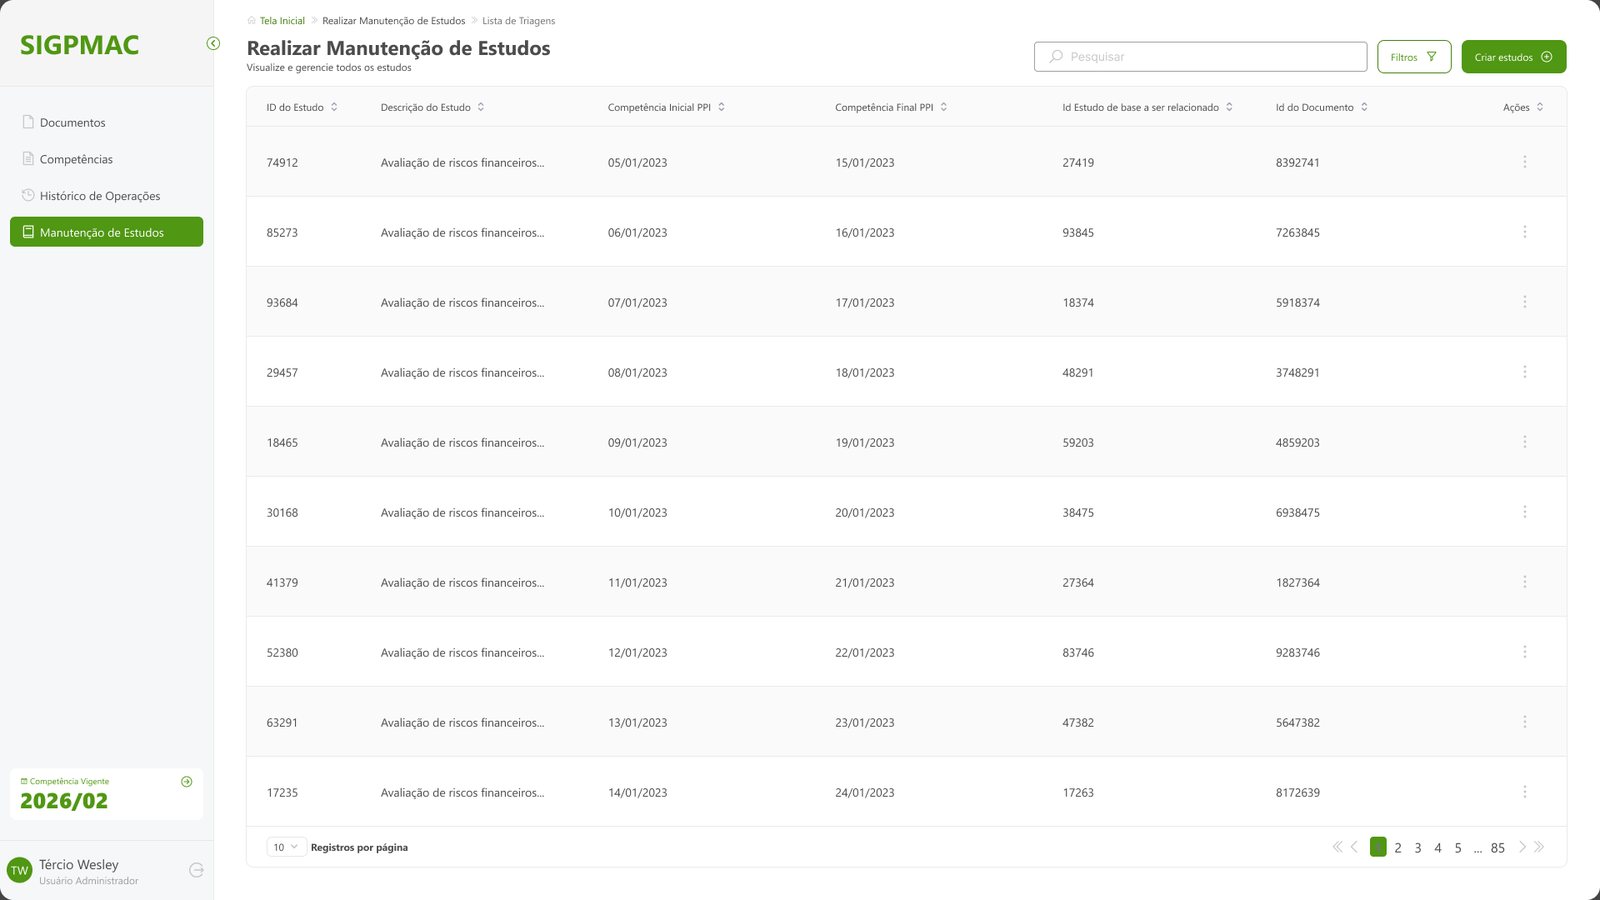 SIGPMAC
Documentos
Competências
Histórico de Operações
Manutenção de Estudos
Competência Vigente
2026/02
TW
Tércio Wesley
Usuário Administrador
Tela Inicial Realizar Manutenção de Estudos Lista de Triagens
Realizar Manutenção de Estudos
Visualize e gerencie todos os estudos
Pesquisar
Filtros
Criar estudos
ID do Estudo Descrição do Estudo Competência Inicial PPI Competência Final PPI Id Estudo de base a ser relacionado Id do Documento Ações
74912 Avaliação de riscos financeiros... 05/01/2023 15/01/2023 27419 8392741
85273 Avaliação de riscos financeiros... 06/01/2023 16/01/2023 93845 7263845
93684 Avaliação de riscos financeiros... 07/01/2023 17/01/2023 18374 5918374
29457 Avaliação de riscos financeiros... 08/01/2023 18/01/2023 48291 3748291
18465 Avaliação de riscos financeiros... 09/01/2023 19/01/2023 59203 4859203
30168 Avaliação de riscos financeiros... 10/01/2023 20/01/2023 38475 6938475
41379 Avaliação de riscos financeiros... 11/01/2023 21/01/2023 27364 1827364
52380 Avaliação de riscos financeiros... 12/01/2023 22/01/2023 83746 9283746
63291 Avaliação de riscos financeiros... 13/01/2023 23/01/2023 47382 5647382
17235 Avaliação de riscos financeiros... 14/01/2023 24/01/2023 17263 8172639
10 Registros por página
1 2 3 4 5 ... 85